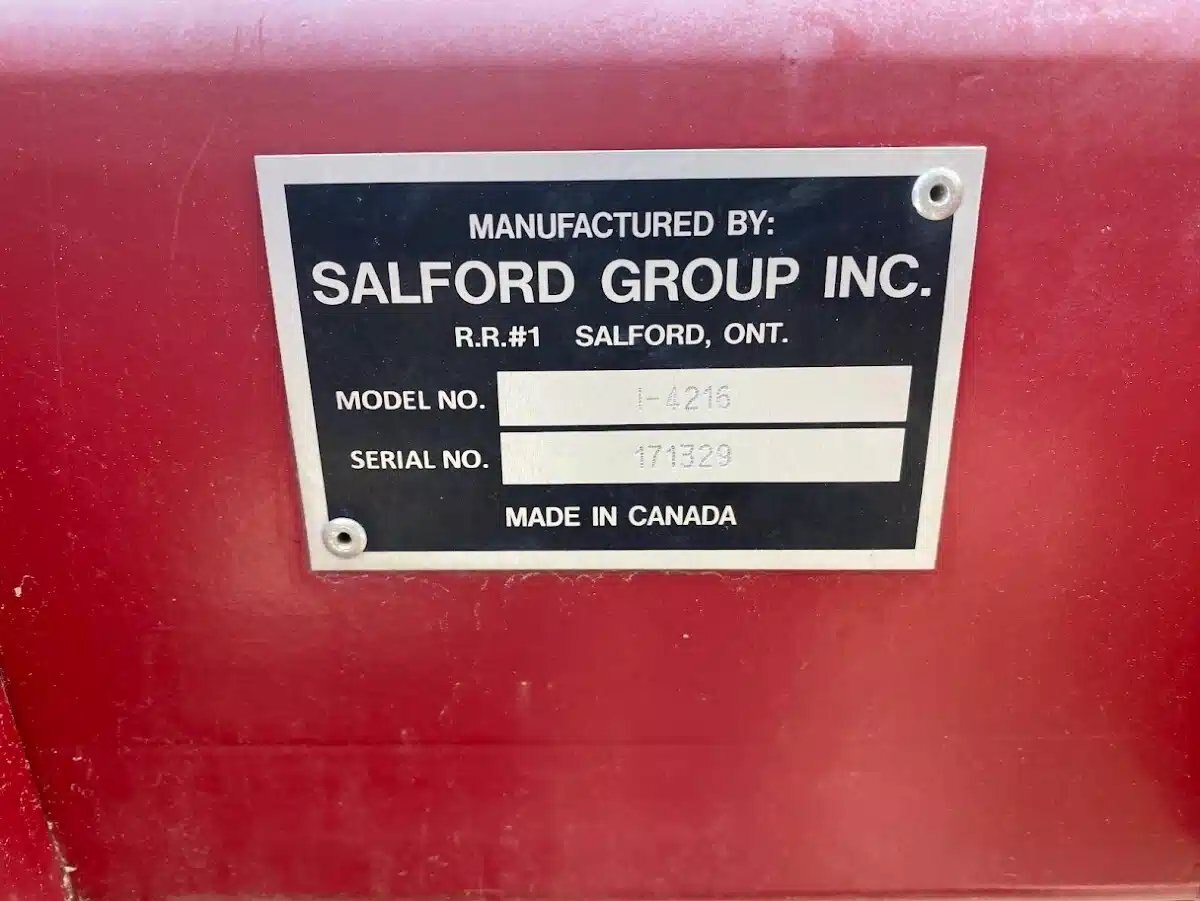 MANUFACTURED BY:
SALFORD GROUP INC.
R.R.#1 SALFORD, ONT.
MODEL NO. I-4216
SERIAL NO. 171329
MADE IN CANADA